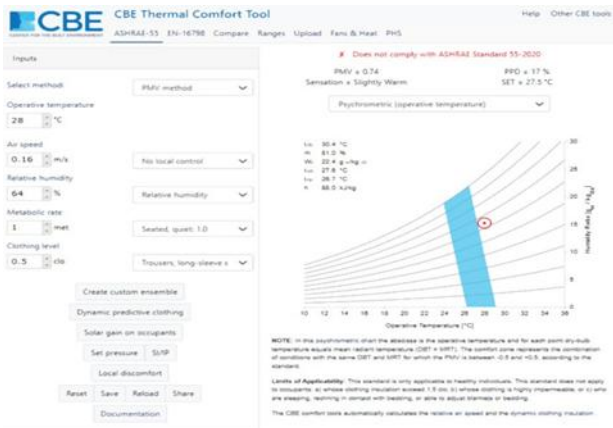 CBE
CENTER FOR THE BUILT ENVIRONMENT
CBE Thermal Comfort Tool
Help Other CBE tools
ASHRAE-55 EN-16798 Compare Ranges Upload Fans & Heat PHS
Inputs
Select method:
PMV method
Operative temperature
28 °C
Air speed
0.16 m/s
No local control
Relative humidity
64 %
Relative humidity
Metabolic rate
1 met
Seated, quiet: 1.0
Clothing level
0.5 clo
Trousers, long-sleeve s
Create custom ensemble
Dynamic predictive clothing
Solar gain on occupants
Set pressure SI/IP
Local discomfort
Reset Save Reload Share
Documentation
✗ Does not comply with ASHRAE Standard 55-2020
PMV = 0.74 PPD = 17 %
Sensation = Slightly Warm SET = 27.5 °C
Psychrometric (operative temperature)
30.4 °C
rh 81.0 %
22.4
27.8 °C
26.7 °C
h 88.0 kJ/kg
30
25
20
15
10
5
0
10 12 14 16 18 20 22 24 26 28 30 32 34 36
Operative Temperature [°C]
NOTE: In this psychrometric chart the abscissa is the operative temperature and for each point dry-bulb
temperature equals mean radiant temperature (DBT = MRT). The comfort zone represents the combination
of conditions with the same DBT and MRT for which the PMV is between -0.5 and +0.5, according to the
standard.
Limits of Applicability: This standard is only applicable to healthy individuals. This standard does not apply
to occupants: a) whose clothing insulation exceed 1.5 clo; b) whose clothing is highly impermeable; or c) who
are sleeping, reclining in contact with bedding, or able to adjust blankets or bedding.
The CBE comfort tools automatically calculates the relative air speed and the dynamic clothing insulation